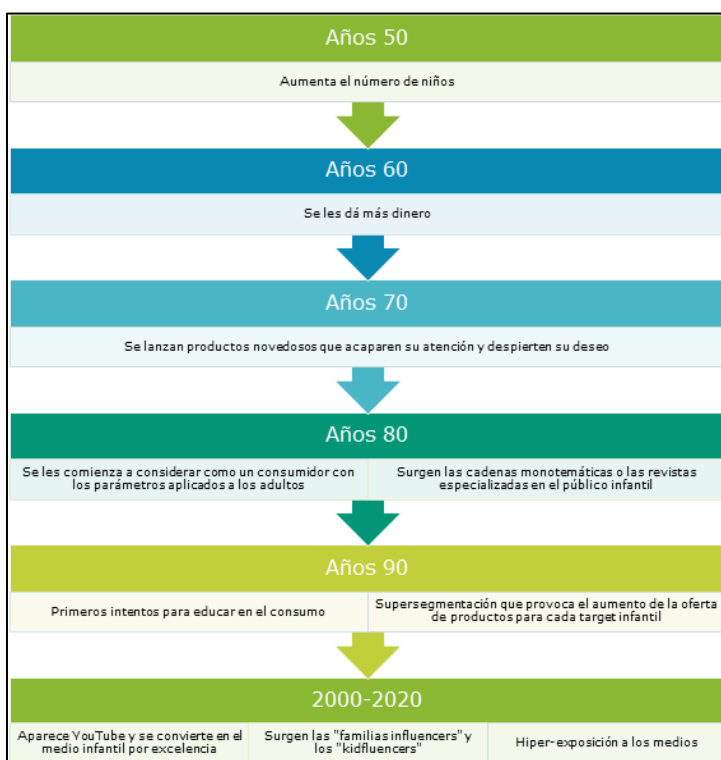 Años 50
Aumenta el número de niños
Años 60
Se les dá más dinero
Años 70
Se lanzan productos novedosos que acaparen su atención y despierten su deseo
Años 80
Se les comienza a considerar como un consumidor con
los parámetros aplicados a los adultos
Surgen las cadenas monotemáticas o las revistas
especializadas en el público infantil
Años 90
Primeros intentos para educar en el consumo
Supersegmentación que provoca el aumento de la oferta
de productos para cada target infantil
2000-2020
Aparece YouTube y se convierte en el
medio infantil por excelencia
Surgen las "familias influencers" y
los "kidfluencers"
Hiper-exposición a los medios